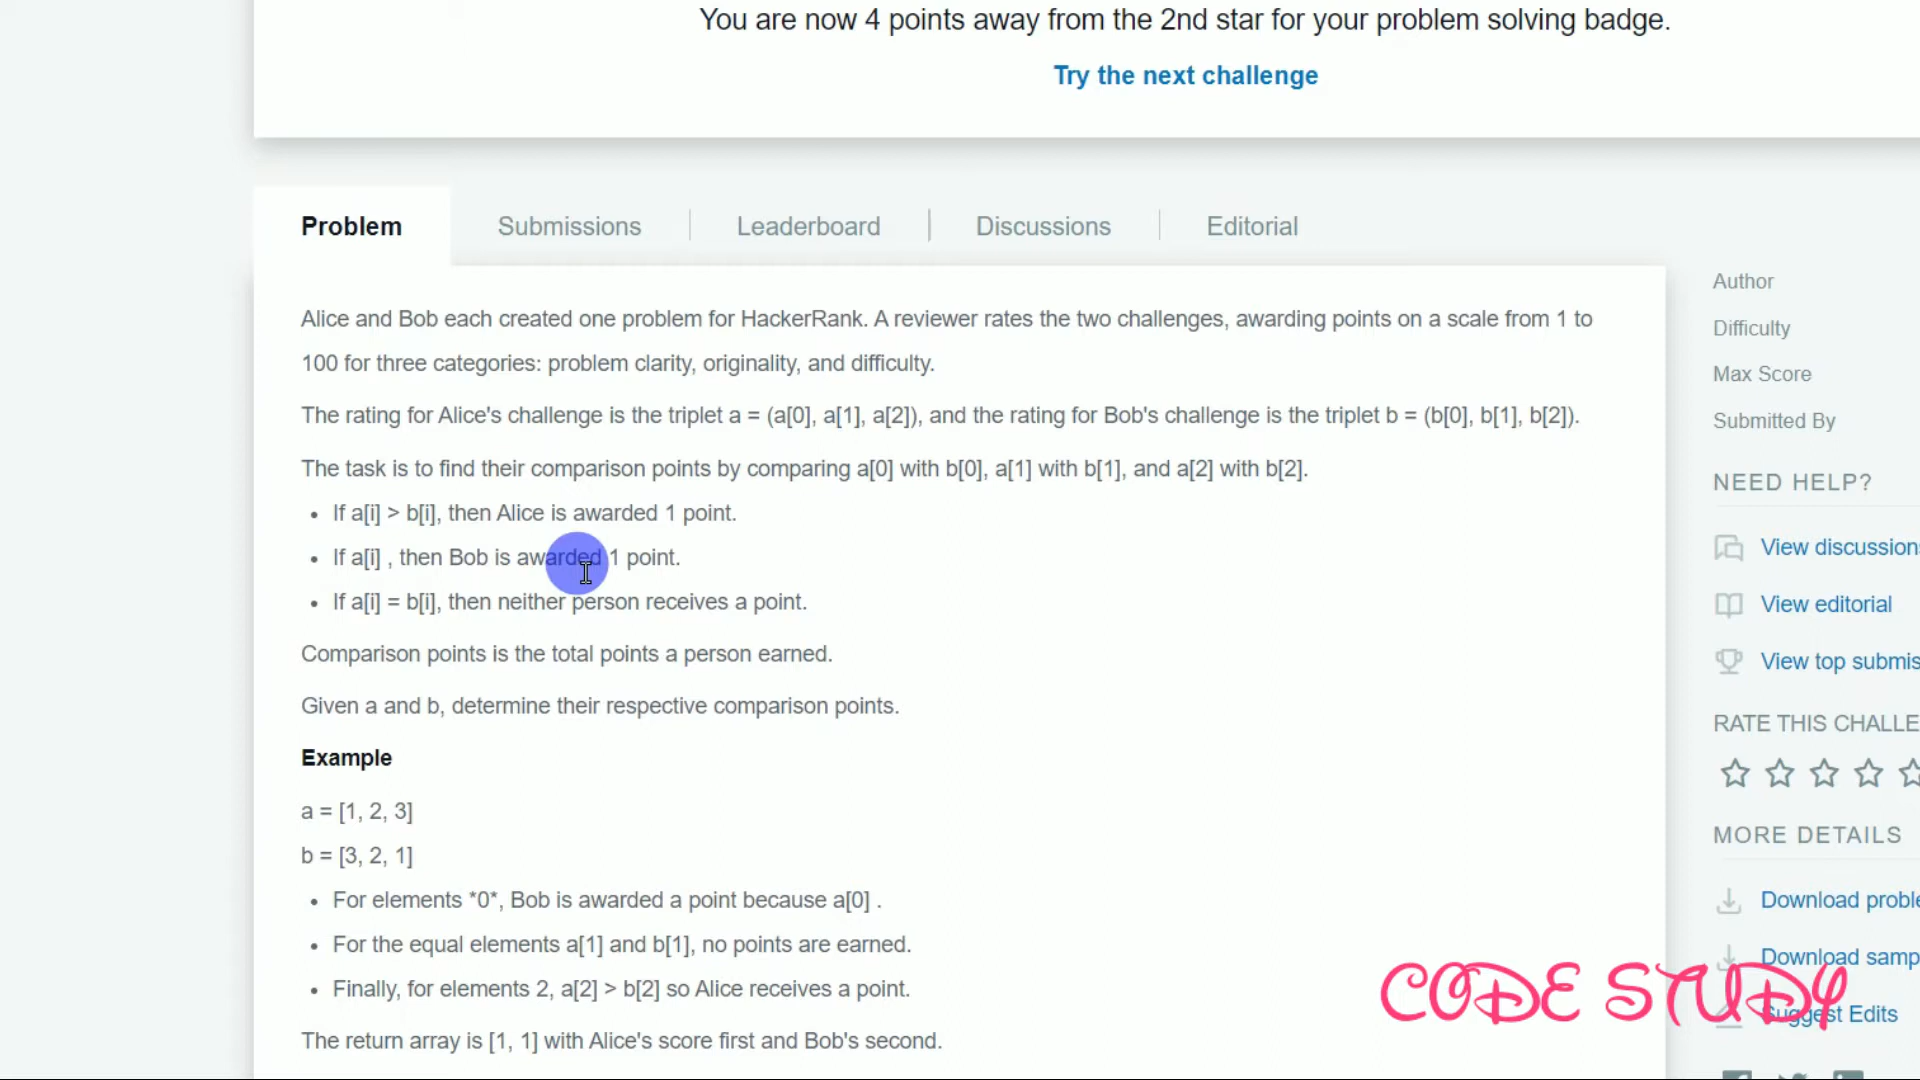 You are now 4 points away from the 2nd star for your problem solving badge.
Try the next challenge
Problem
Submissions
Leaderboard
Discussions
Editorial
Alice and Bob each created one problem for HackerRank. A reviewer rates the two challenges, awarding points on a scale from 1 to
100 for three categories: problem clarity, originality, and difficulty.
The rating for Alice's challenge is the triplet a = (a[0], a[1], a[2]), and the rating for Bob's challenge is the triplet b = (b[0], b[1], b[2]).
The task is to find their comparison points by comparing a[0] with b[0], a[1] with b[1], and a[2] with b[2].
• If a[i] > b[i], then Alice is awarded 1 point.
• If a[i] , then Bob is awarded 1 point.
• If a[i] = b[i], then neither person receives a point.
Comparison points is the total points a person earned.
Given a and b, determine their respective comparison points.
Example
a = [1, 2, 3]
b = [3, 2, 1]
• For elements *0*, Bob is awarded a point because a[0] .
• For the equal elements a[1] and b[1], no points are earned.
• Finally, for elements 2, a[2] > b[2] so Alice receives a point.
The return array is [1, 1] with Alice's score first and Bob's second.
Author
Difficulty
Max Score
Submitted By
NEED HELP?
View discussions
View editorial
View top submis
RATE THIS CHALLE
MORE DETAILS
Download proble
Download samp
Suggest Edits
CODE STUDY